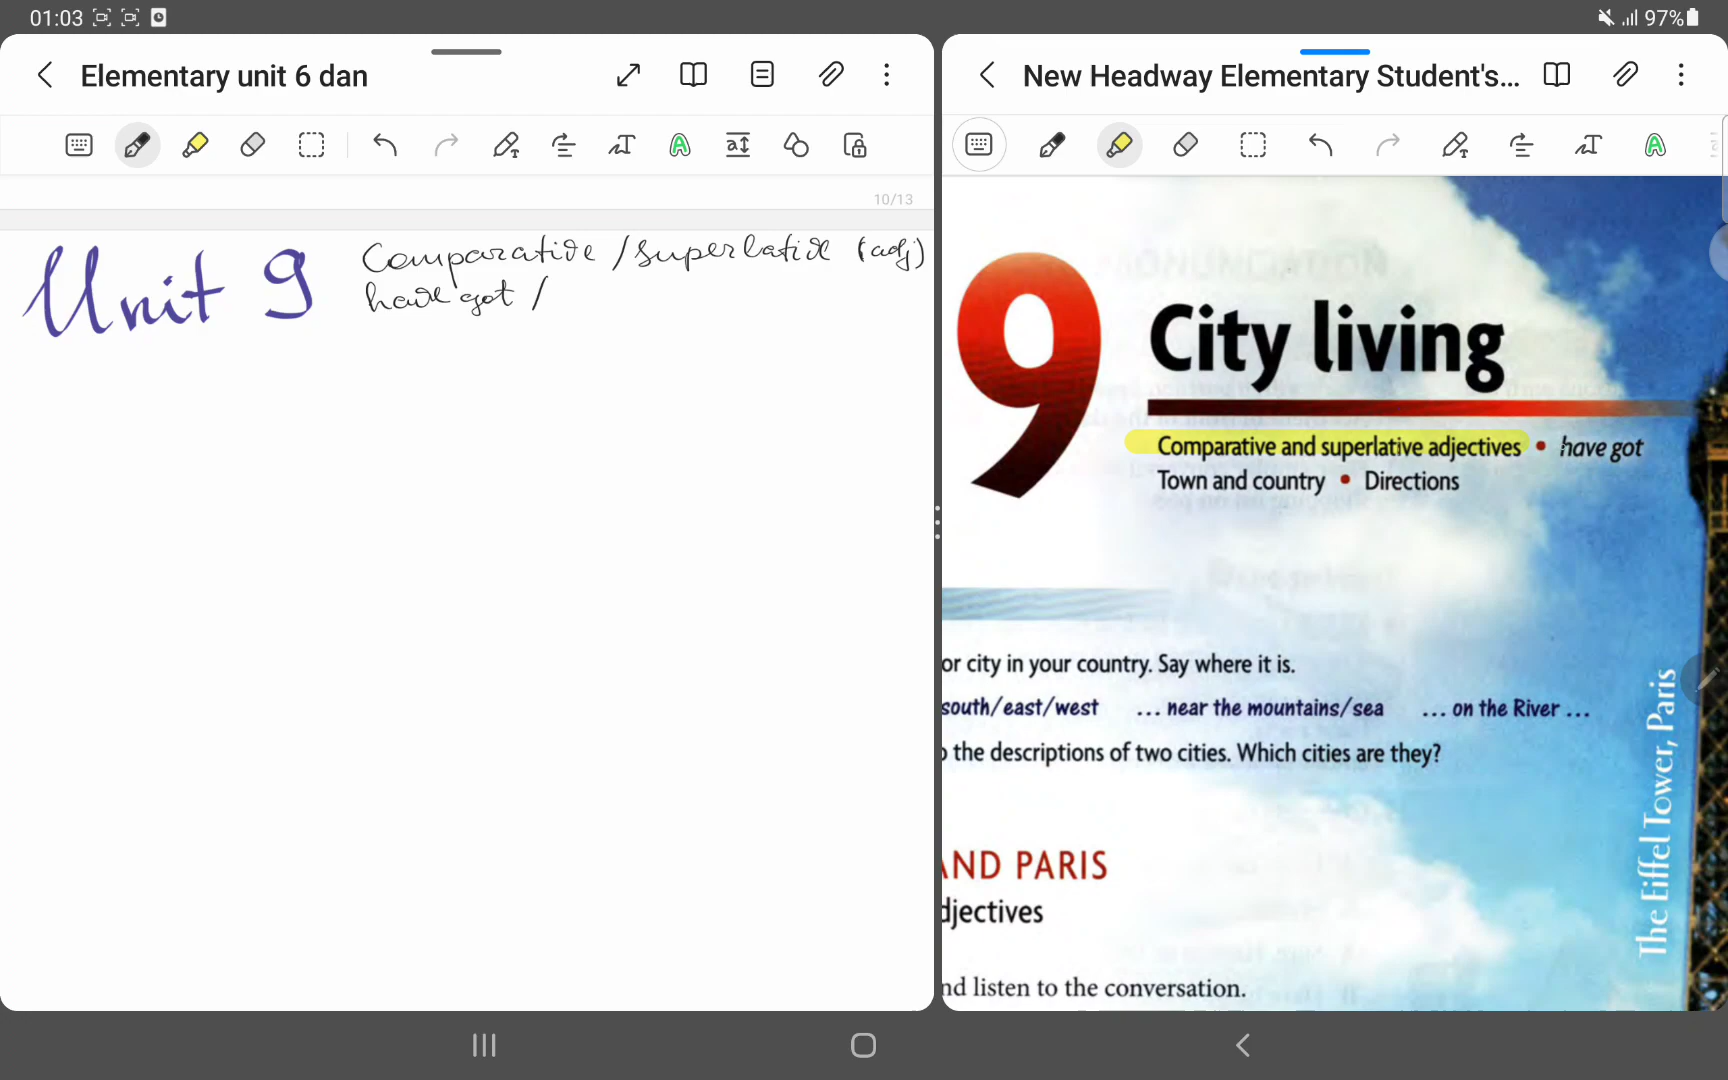 01:03
97%
Elementary unit 6 dan
10/13
Unit 9
Comparative / superlative (adj)
have got /
New Headway Elementary Student's...
9
City living
Comparative and superlative adjectives • have got
Town and country • Directions
or city in your country. Say where it is.
south/east/west ... near the mountains/sea ... on the River ...
the descriptions of two cities. Which cities are they?
AND PARIS
djectives
nd listen to the conversation.
The Eiffel Tower, Paris